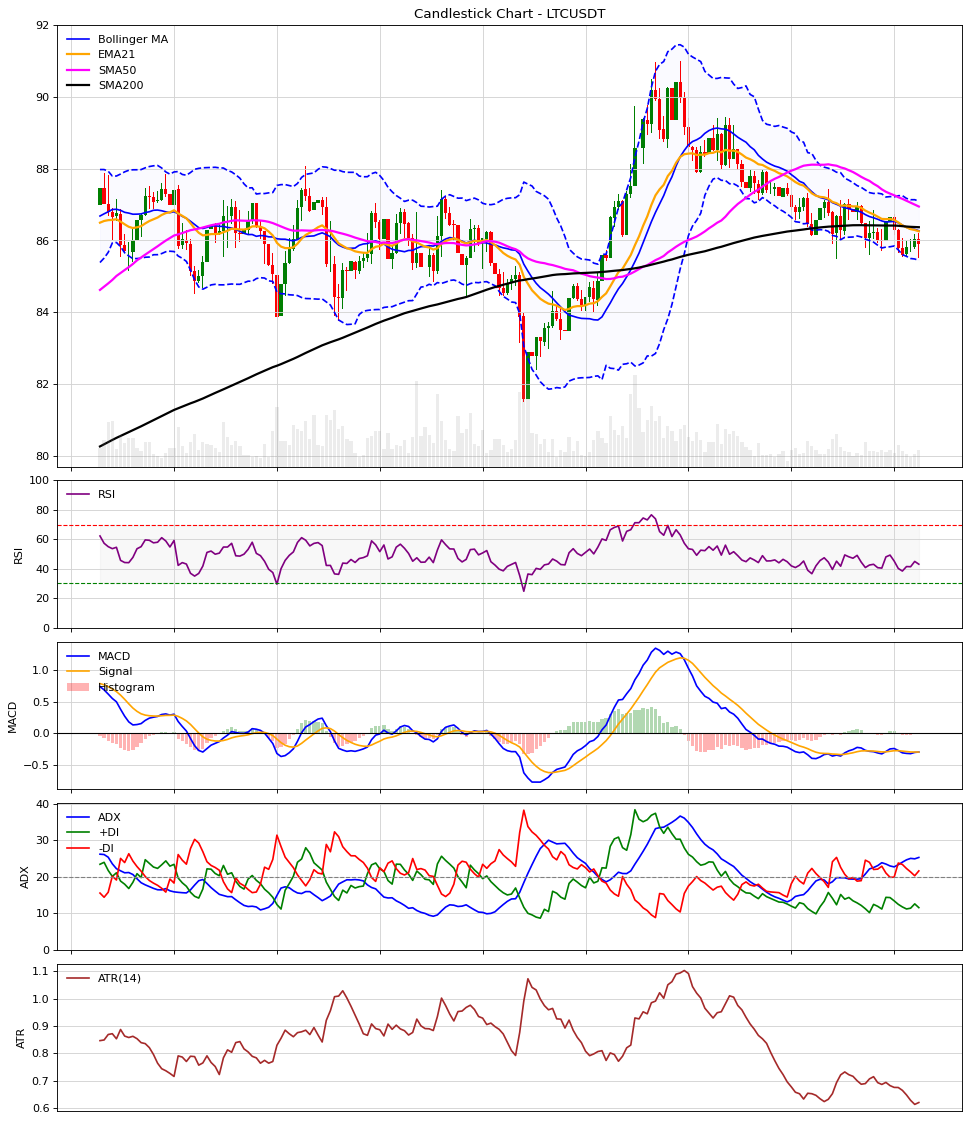 Candlestick Chart - LTCUSDT
92
90
88
86
84
82
80
Bollinger MA
EMA21
SMA50
SMA200
100
80
60
40
20
0
RSI
RSI
1.0
0.5
0.0
−0.5
MACD
MACD
Signal
Histogram
40
30
20
10
0
ADX
ADX
+DI
-DI
1.1
1.0
0.9
0.8
0.7
0.6
ATR
ATR(14)